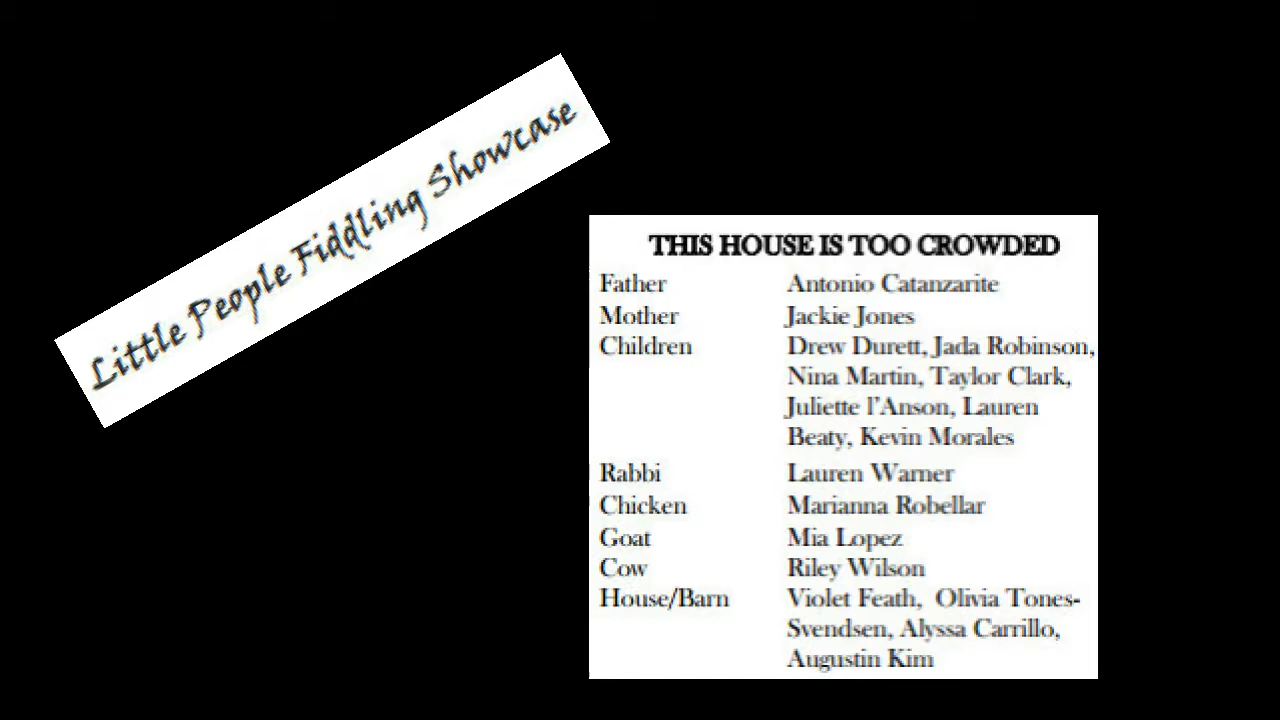 Little People Fiddling Showcase
THIS HOUSE IS TOO CROWDED
Father Antonio Catanzarite
Mother Jackie Jones
Children Drew Durett, Jada Robinson,
Nina Martin, Taylor Clark,
Juliette l'Anson, Lauren
Beaty, Kevin Morales
Rabbi Lauren Warner
Chicken Marianna Robellar
Goat Mia Lopez
Cow Riley Wilson
House/Barn Violet Feath, Olivia Tones-
Svendsen, Alyssa Carrillo,
Augustin Kim